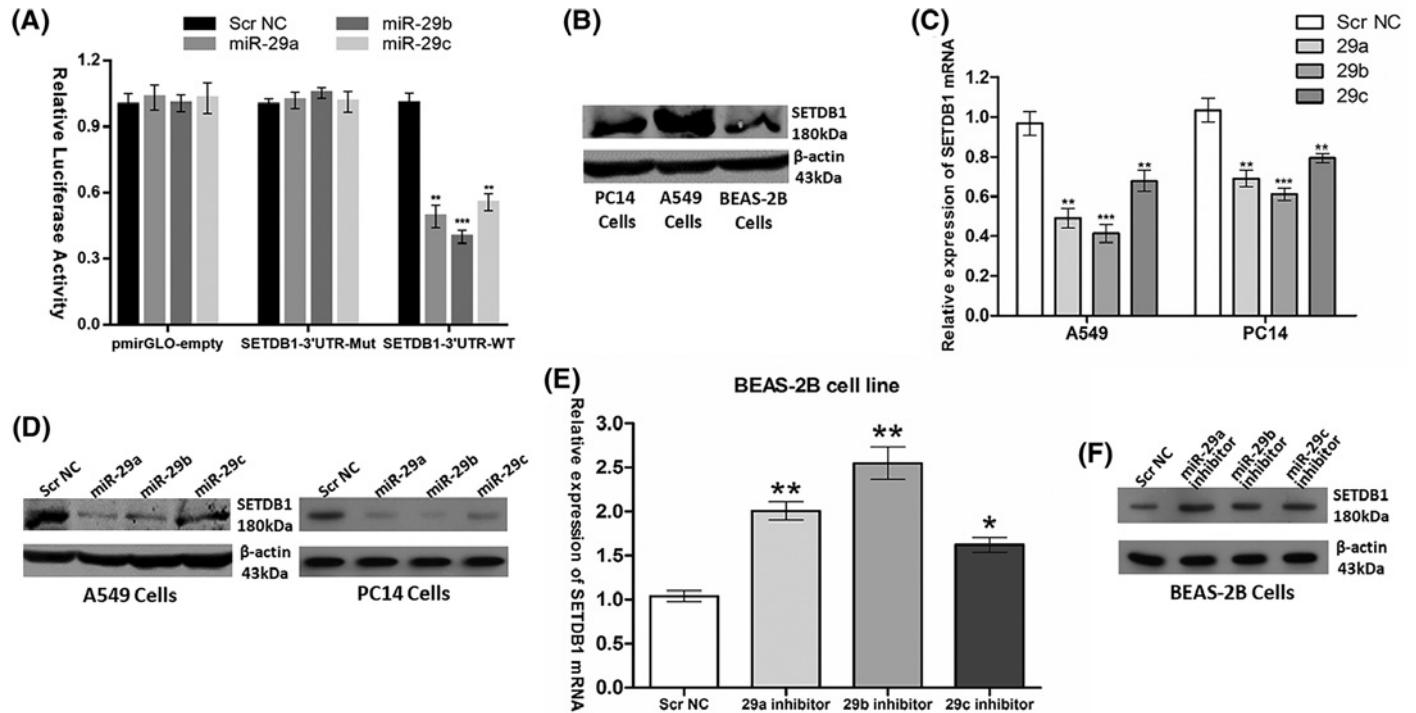 (A)
Scr NC
miR-29b
miR-29a
miR-29c
Relative Luciferase Activity
1.2
0.9
0.6
0.3
0.0
**
***
**
pmirGLO-empty
SETDB1-3'UTR-Mut
SETDB1-3'UTR-WT
(B)
SETDB1
180kDa
β-actin
43kDa
PC14
Cells
A549
Cells
BEAS-2B
Cells
(C)
Scr NC
29a
29b
29c
Relative expression of SETDB1 mRNA
1.2
1.0
0.8
0.6
0.4
0.2
0.0
**
***
**
**
***
**
A549
PC14
(D)
Scr NC
miR-29a
miR-29b
miR-29c
SETDB1
180kDa
β-actin
43kDa
A549 Cells
Scr NC
miR-29a
miR-29b
miR-29c
PC14 Cells
(E)
BEAS-2B cell line
Relative expression of SETDB1 mRNA
3.0
2.5
2.0
1.5
1.0
0.5
0.0
**
**
*
Scr NC
29a inhibitor
29b inhibitor
29c inhibitor
(F)
Scr NC
miR-29a
inhibitor
miR-29b
inhibitor
miR-29c
inhibitor
SETDB1
180kDa
β-actin
43kDa
BEAS-2B Cells